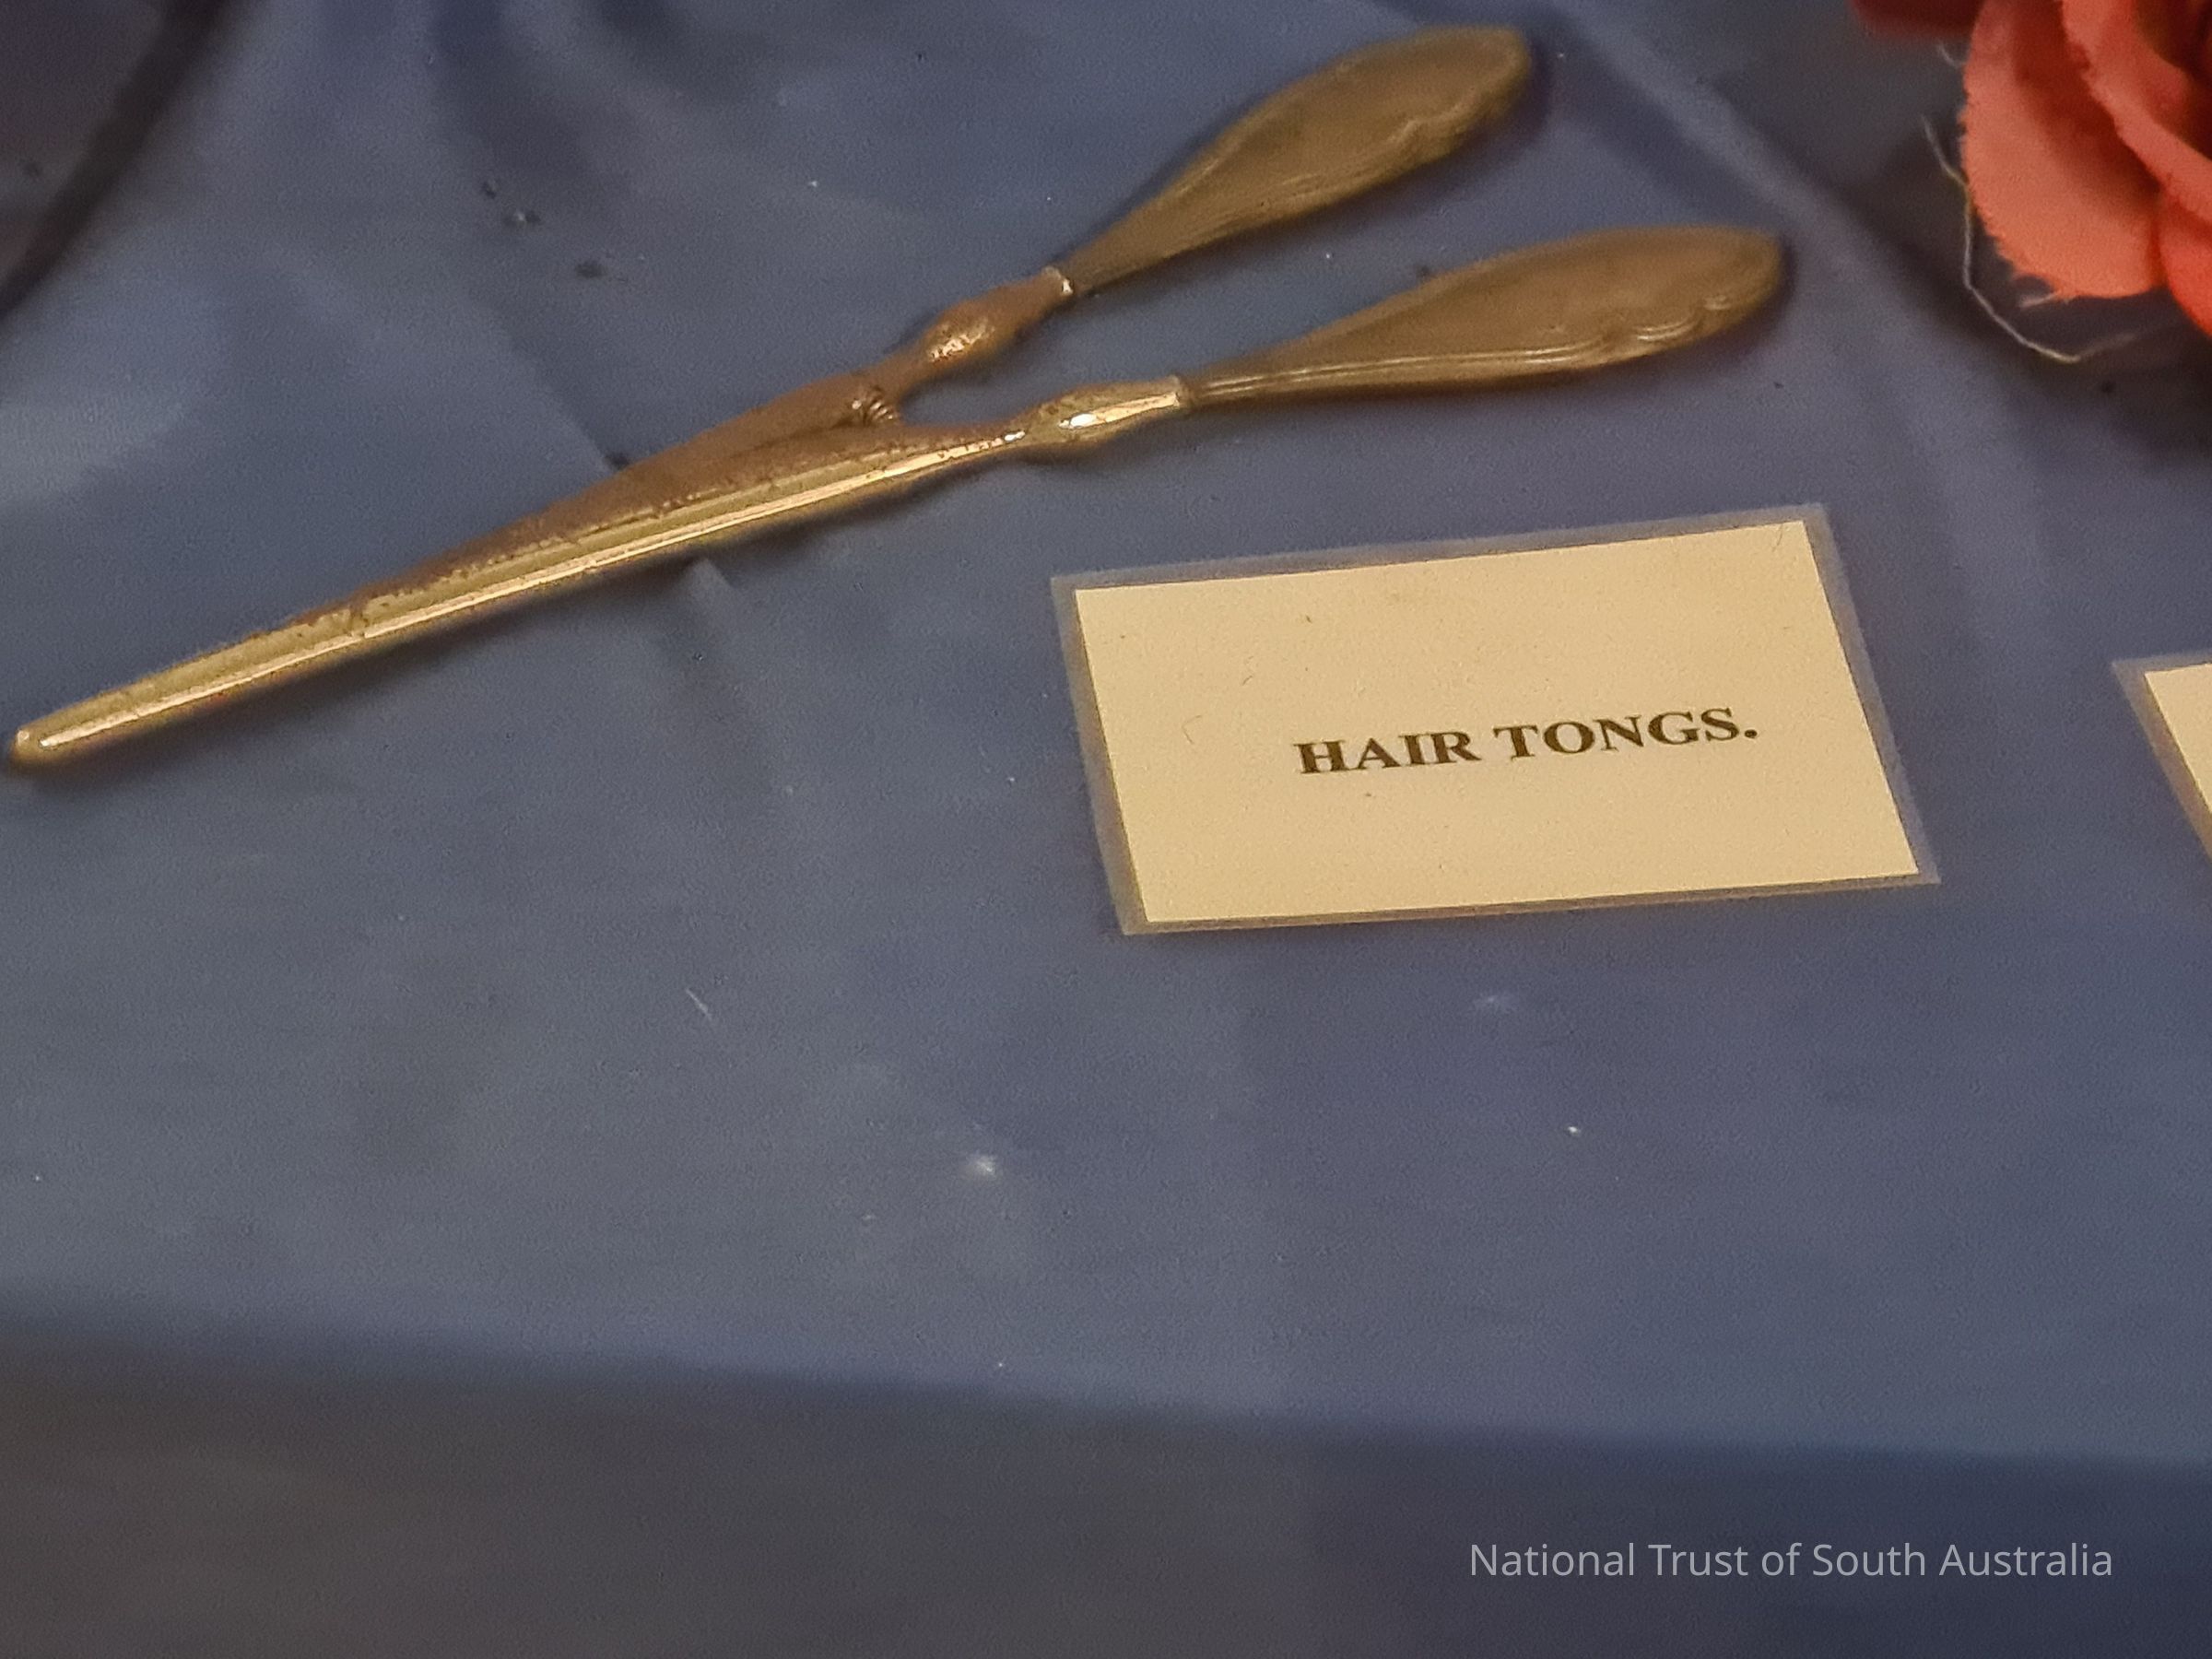 HAIR TONGS.
National Trust of South Australia